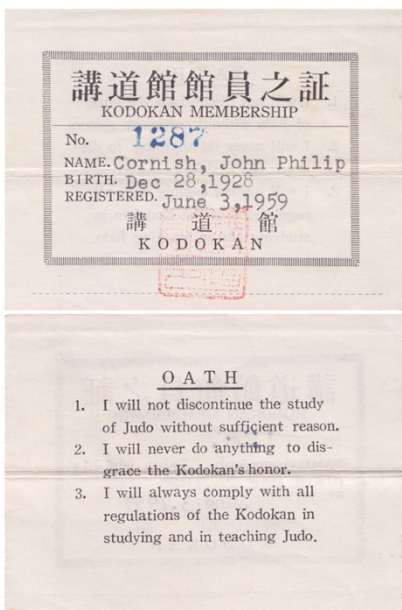 講道館館員之証
KODOKAN MEMBERSHIP
No. 1287
NAME. Cornish, John Philip
BIRTH. Dec 28,1928
REGISTERED. June 3,1959
講 道 館
KODOKAN
OATH
1. I will not discontinue the study
of Judo without sufficient reason.
2. I will never do anything to dis-
grace the Kodokan's honor.
3. I will always comply with all
regulations of the Kodokan in
studying and in teaching Judo.